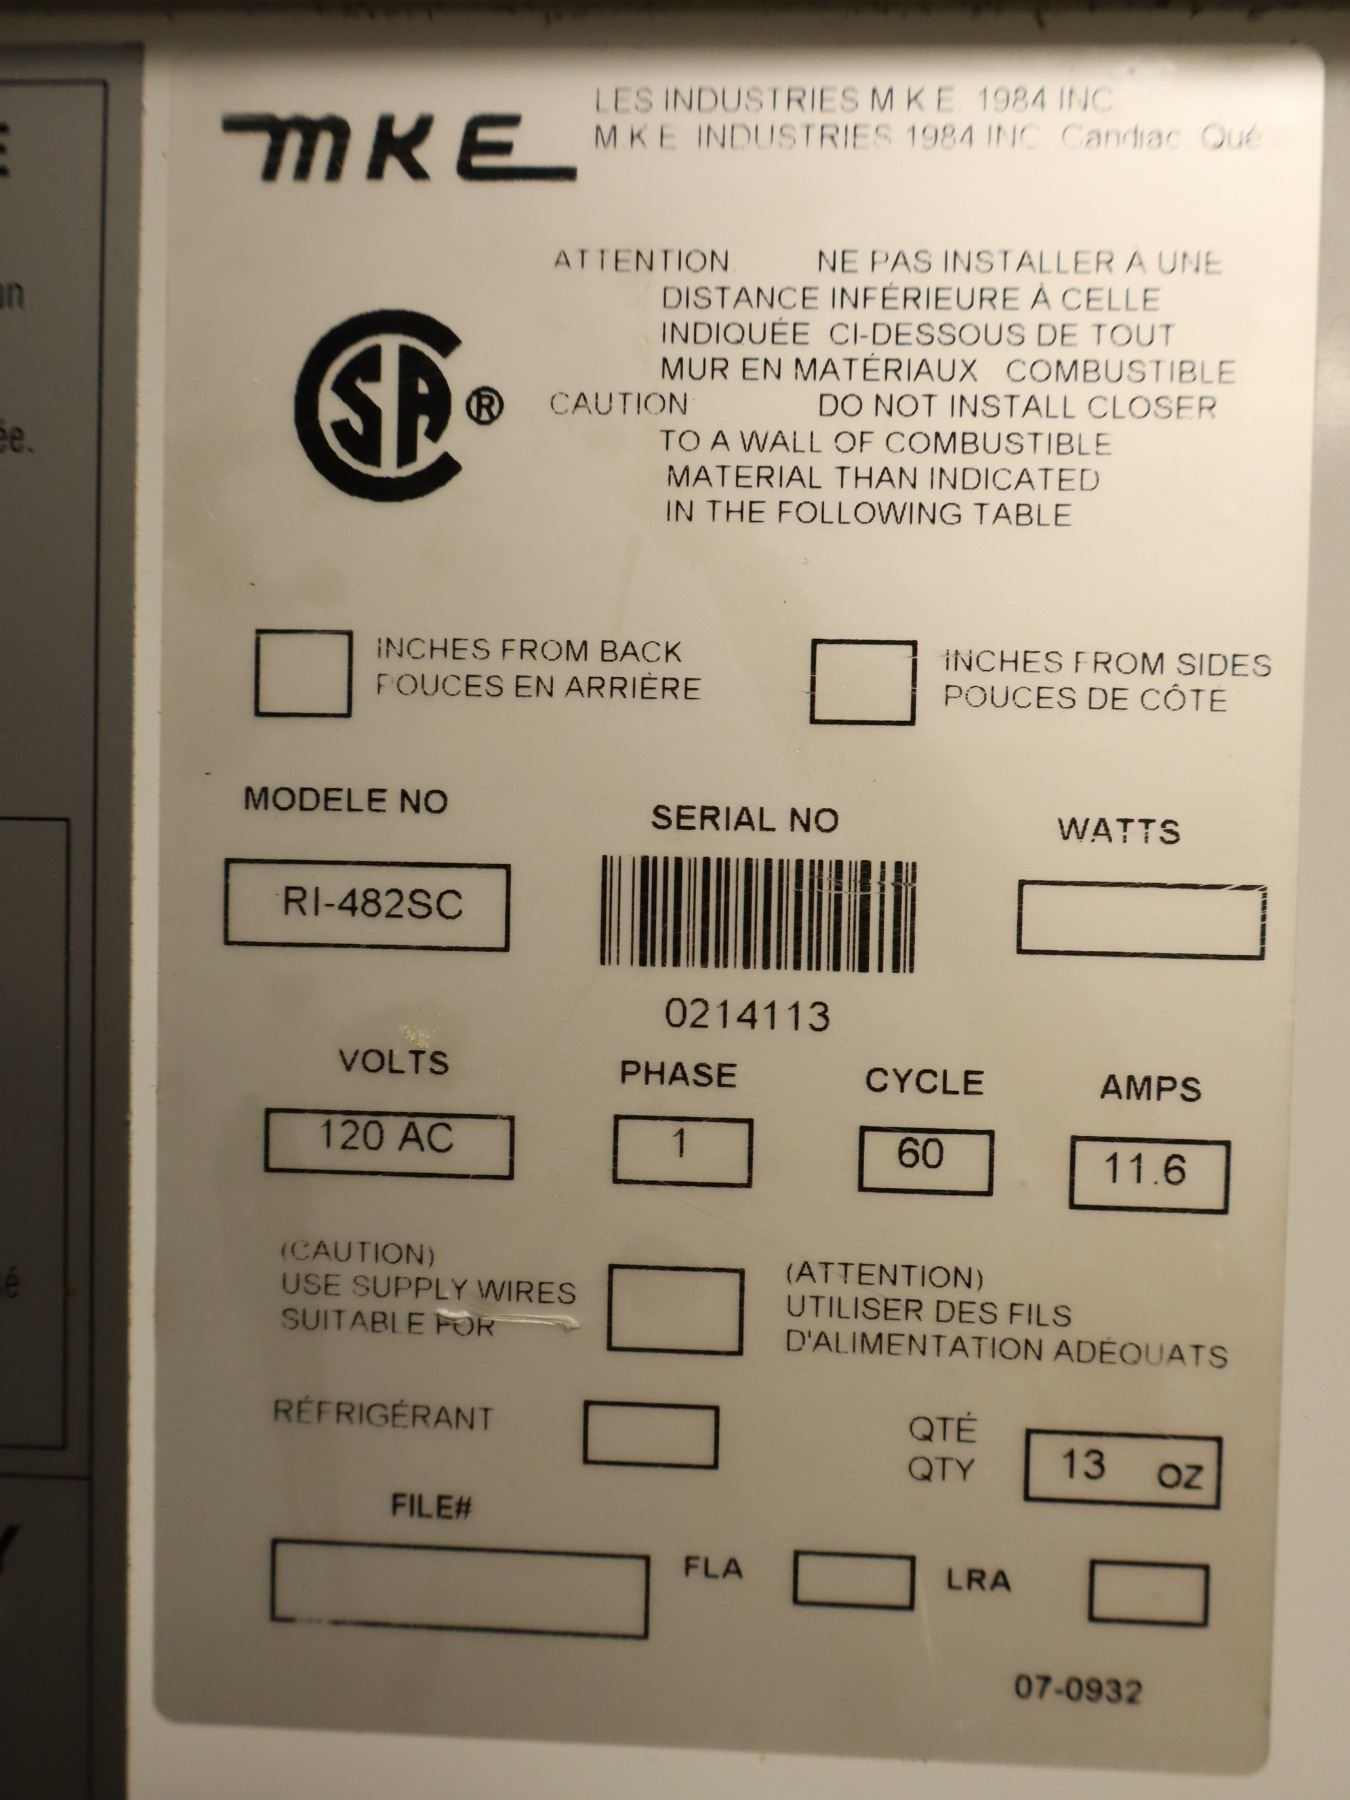 MKE
LES INDUSTRIES M K E 1984 INC
M K E INDUSTRIES 1984 INC Candiac Qué
ATTENTION NE PAS INSTALLER À UNE
DISTANCE INFÉRIEURE À CELLE
INDIQUÉE CI-DESSOUS DE TOUT
MUR EN MATÉRIAUX COMBUSTIBLE
CSA ®
CAUTION DO NOT INSTALL CLOSER
TO A WALL OF COMBUSTIBLE
MATERIAL THAN INDICATED
IN THE FOLLOWING TABLE
INCHES FROM BACK
POUCES EN ARRIÈRE
INCHES FROM SIDES
POUCES DE CÔTÉ
MODELE NO SERIAL NO WATTS
RI-482SC
0214113
VOLTS PHASE CYCLE AMPS
120 AC 1 60 11.6
(CAUTION)
USE SUPPLY WIRES
SUITABLE FOR
(ATTENTION)
UTILISER DES FILS
D'ALIMENTATION ADÉQUATS
RÉFRIGÉRANT
QTÉ
QTY
13 OZ
FILE#
FLA LRA
07-0932